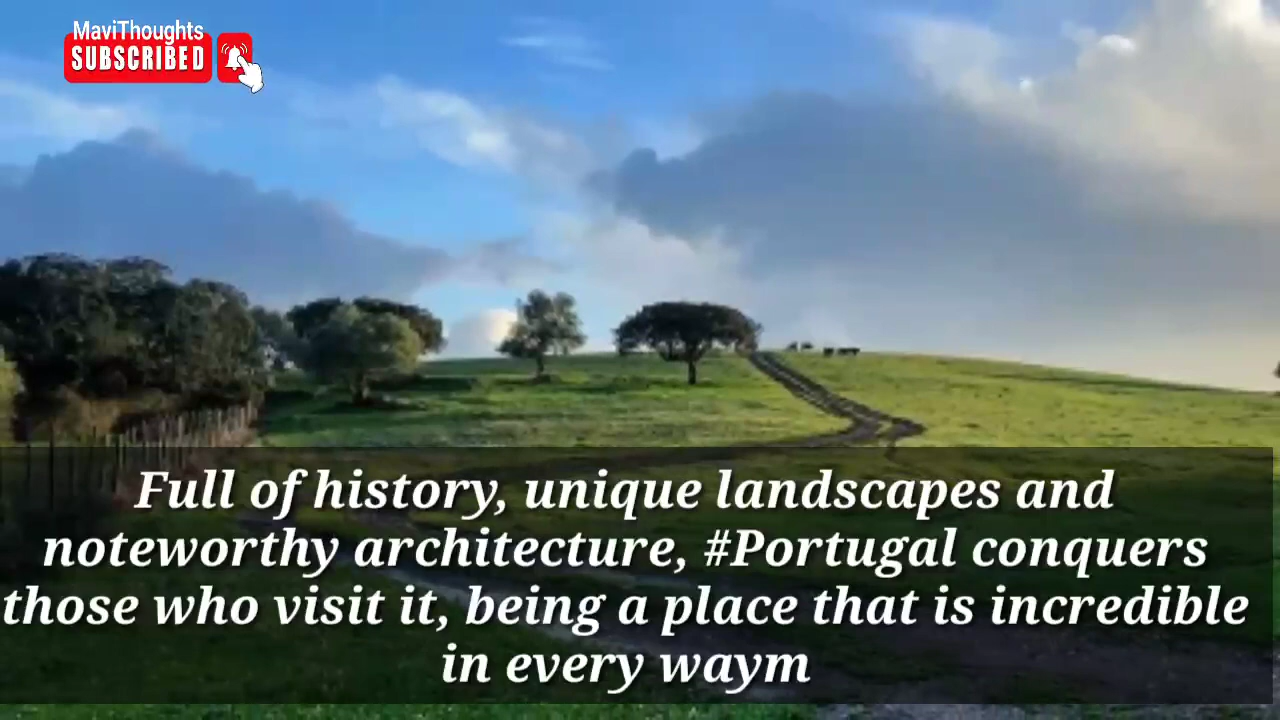 MaviThoughts
SUBSCRIBED
Full of history, unique landscapes and
noteworthy architecture, #Portugal conquers
those who visit it, being a place that is incredible
in every waym